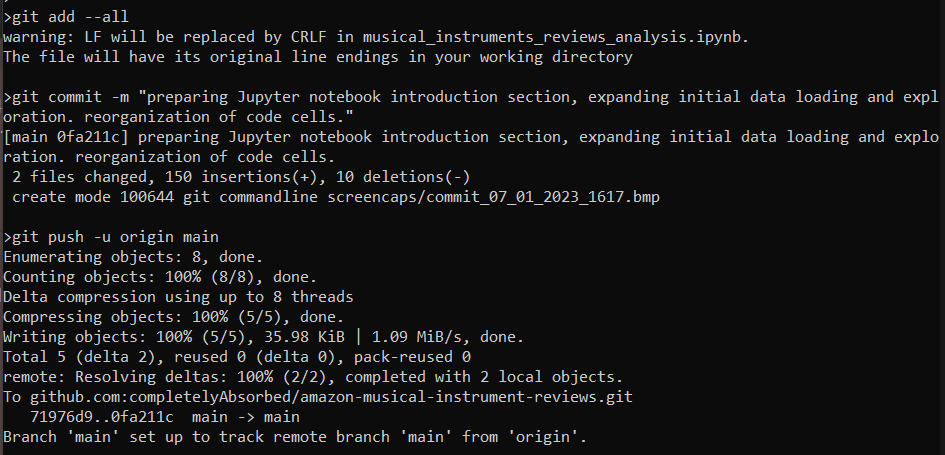 >git add --all
warning: LF will be replaced by CRLF in musical_instruments_reviews_analysis.ipynb.
The file will have its original line endings in your working directory
>git commit -m "preparing Jupyter notebook introduction section, expanding initial data loading and expl
oration. reorganization of code cells."
[main 0fa211c] preparing Jupyter notebook introduction section, expanding initial data loading and explo
ration. reorganization of code cells.
 2 files changed, 150 insertions(+), 10 deletions(-)
 create mode 100644 git commandline screencaps/commit_07_01_2023_1617.bmp
>git push -u origin main
Enumerating objects: 8, done.
Counting objects: 100% (8/8), done.
Delta compression using up to 8 threads
Compressing objects: 100% (5/5), done.
Writing objects: 100% (5/5), 35.98 KiB | 1.09 MiB/s, done.
Total 5 (delta 2), reused 0 (delta 0), pack-reused 0
remote: Resolving deltas: 100% (2/2), completed with 2 local objects.
To github.com:completelyAbsorbed/amazon-musical-instrument-reviews.git
   71976d9..0fa211c  main -> main
Branch 'main' set up to track remote branch 'main' from 'origin'.